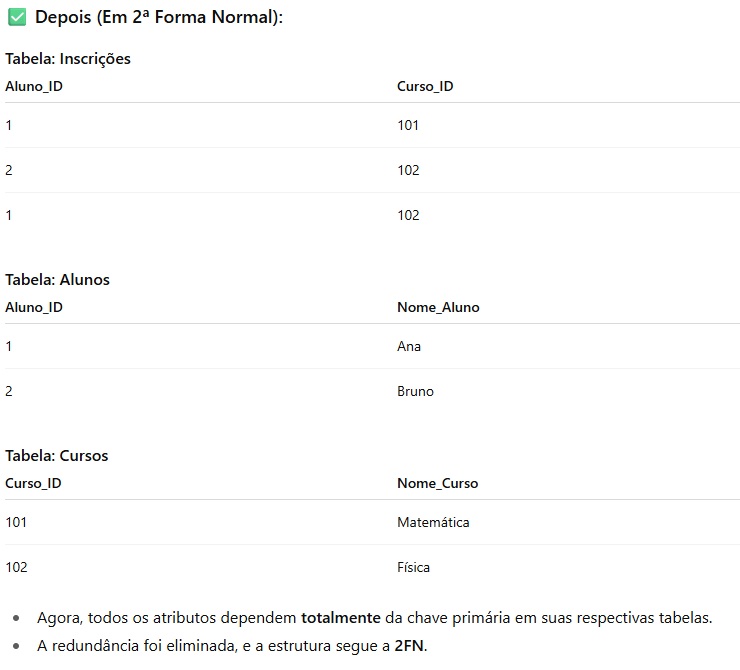 ✅ Depois (Em 2ª Forma Normal):
Tabela: Inscrições
Aluno_ID Curso_ID
1 101
2 102
1 102
Tabela: Alunos
Aluno_ID Nome_Aluno
1 Ana
2 Bruno
Tabela: Cursos
Curso_ID Nome_Curso
101 Matemática
102 Física
• Agora, todos os atributos dependem totalmente da chave primária em suas respectivas tabelas.
• A redundância foi eliminada, e a estrutura segue a 2FN.